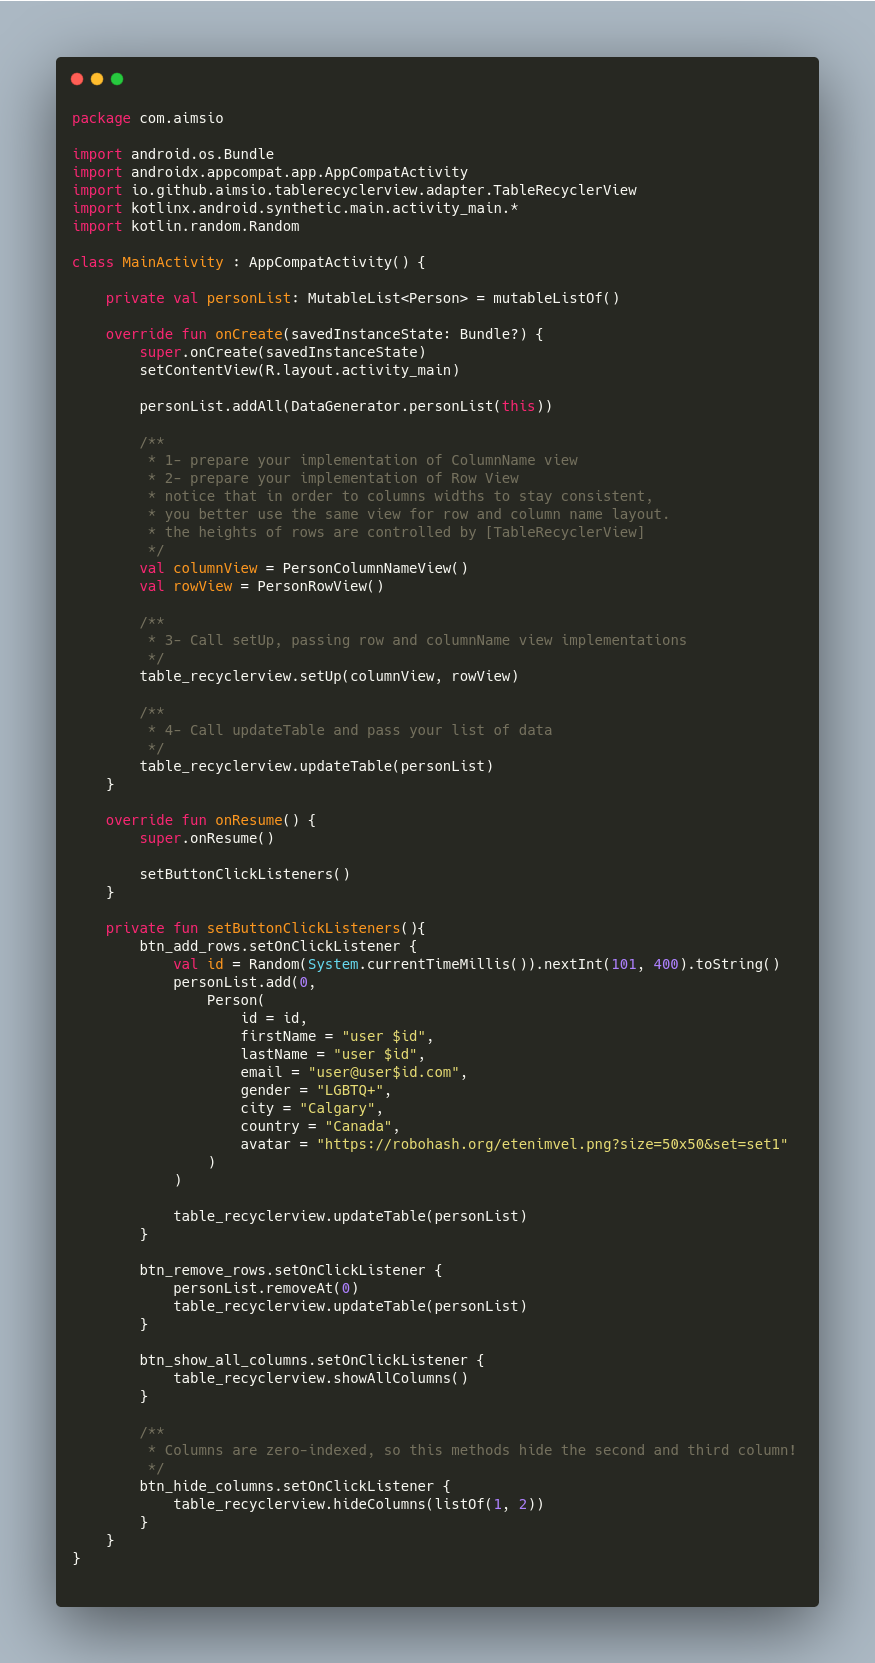 package com.aimsio

import android.os.Bundle
import androidx.appcompat.app.AppCompatActivity
import io.github.aimsio.tablerecyclerview.adapter.TableRecyclerView
import kotlinx.android.synthetic.main.activity_main.*
import kotlin.random.Random

class MainActivity : AppCompatActivity() {

    private val personList: MutableList<Person> = mutableListOf()

    override fun onCreate(savedInstanceState: Bundle?) {
        super.onCreate(savedInstanceState)
        setContentView(R.layout.activity_main)

        personList.addAll(DataGenerator.personList(this))

        /**
         * 1- prepare your implementation of ColumnName view
         * 2- prepare your implementation of Row View
         * notice that in order to columns widths to stay consistent,
         * you better use the same view for row and column name layout.
         * the heights of rows are controlled by [TableRecyclerView]
         */
        val columnView = PersonColumnNameView()
        val rowView = PersonRowView()

        /**
         * 3- Call setUp, passing row and columnName view implementations
         */
        table_recyclerview.setUp(columnView, rowView)

        /**
         * 4- Call updateTable and pass your list of data
         */
        table_recyclerview.updateTable(personList)
    }

    override fun onResume() {
        super.onResume()

        setButtonClickListeners()
    }

    private fun setButtonClickListeners(){
        btn_add_rows.setOnClickListener {
            val id = Random(System.currentTimeMillis()).nextInt(101, 400).toString()
            personList.add(0,
                Person(
                    id = id,
                    firstName = "user $id",
                    lastName = "user $id",
                    email = "user@user$id.com",
                    gender = "LGBTQ+",
                    city = "Calgary",
                    country = "Canada",
                    avatar = "https://robohash.org/etenimvel.png?size=50x50&set=set1"
                )
            )

            table_recyclerview.updateTable(personList)
        }

        btn_remove_rows.setOnClickListener {
            personList.removeAt(0)
            table_recyclerview.updateTable(personList)
        }

        btn_show_all_columns.setOnClickListener {
            table_recyclerview.showAllColumns()
        }

        /**
         * Columns are zero-indexed, so this methods hide the second and third column!
         */
        btn_hide_columns.setOnClickListener {
            table_recyclerview.hideColumns(listOf(1, 2))
        }
    }
}